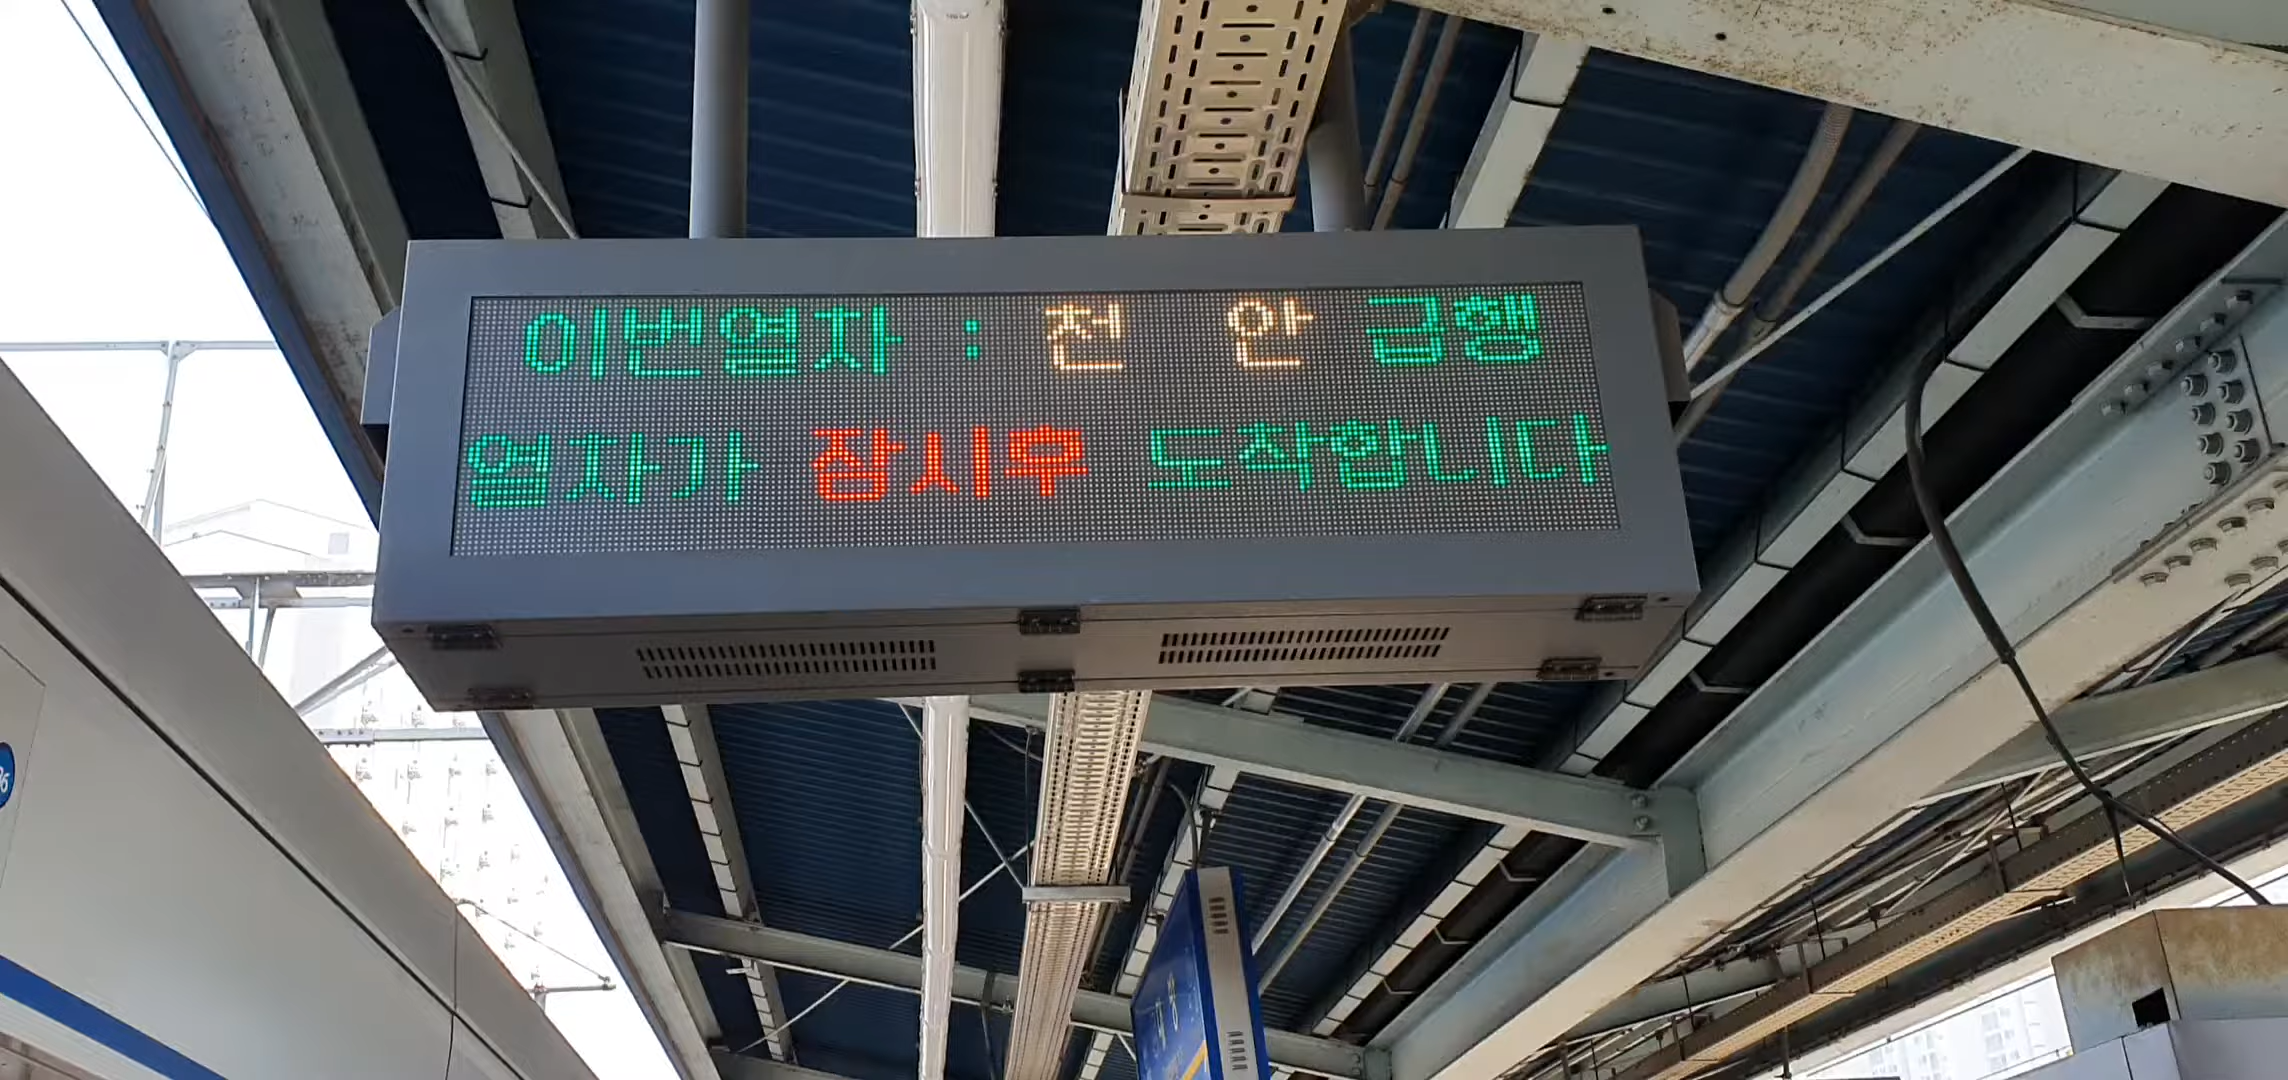 이번열차 : 천 안 급행
열차가 잠시후 도착합니다